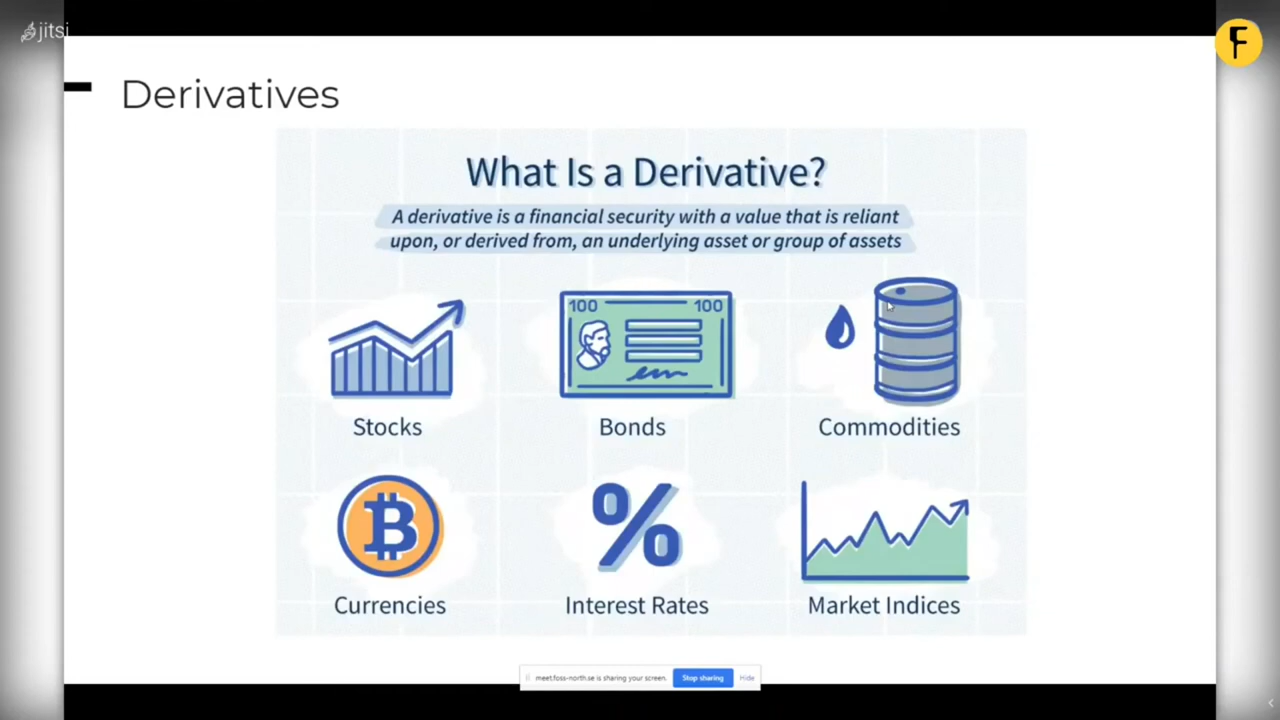 jitsi
F
Derivatives
What Is a Derivative?
A derivative is a financial security with a value that is reliant
upon, or derived from, an underlying asset or group of assets
100 100
Stocks
Bonds
Commodities
B
%
Currencies
Interest Rates
Market Indices
meet.foss-north.se is sharing your screen. Stop sharing Hide